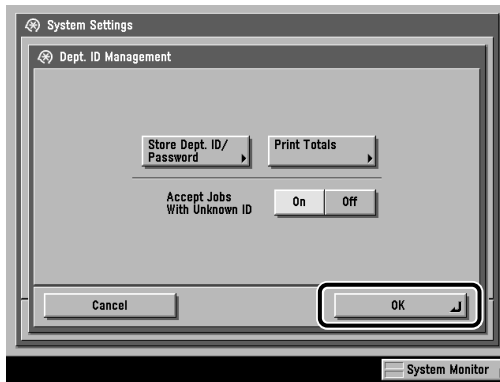 System Settings
Dept. ID Management
Store Dept. ID/
Password
Print Totals
Accept Jobs
With Unknown ID
On
Off
Cancel
OK
System Monitor